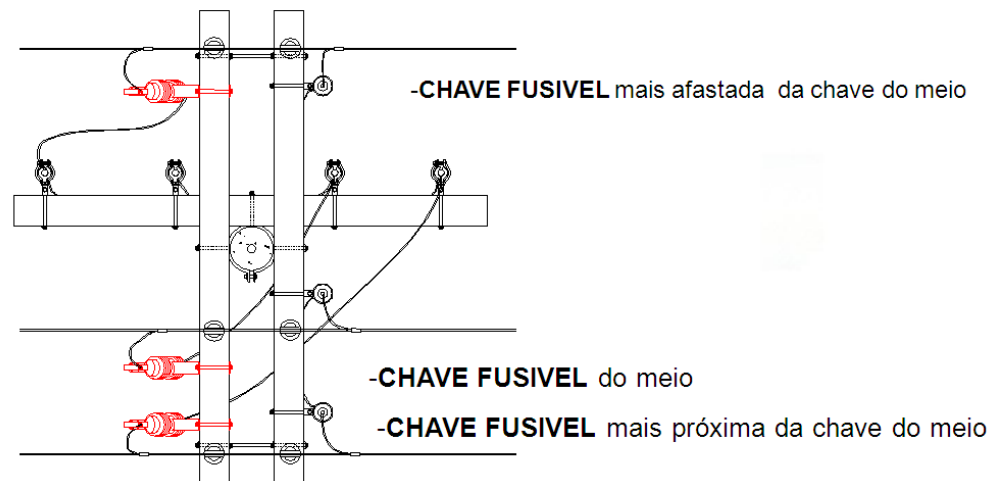 -CHAVE FUSIVEL mais afastada da chave do meio
-CHAVE FUSIVEL do meio
-CHAVE FUSIVEL mais próxima da chave do meio